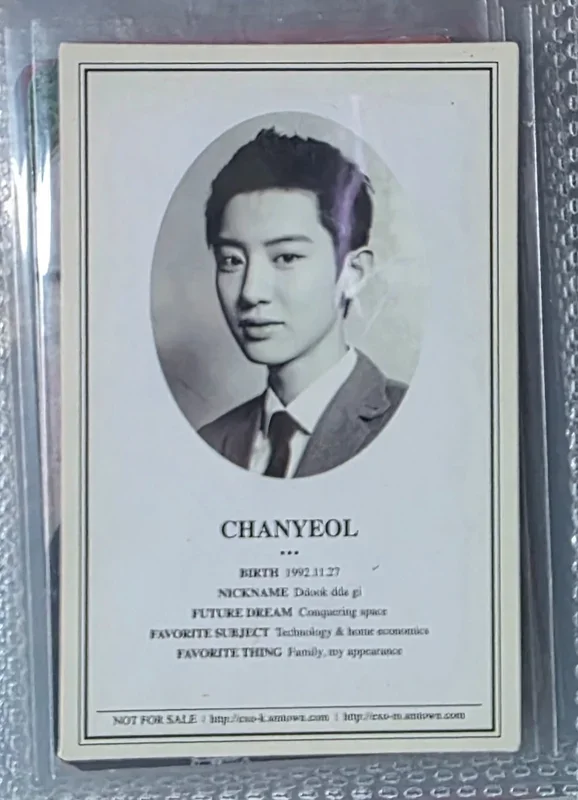 CHANYEOL
•••
BIRTH 1992.11.27
NICKNAME Ddook dda gi
FUTURE DREAM Conquering space
FAVORITE SUBJECT Technology & home economics
FAVORITE THING Family, my appearance
NOT FOR SALE | http://exo-k.smtown.com | http://exo-m.smtown.com